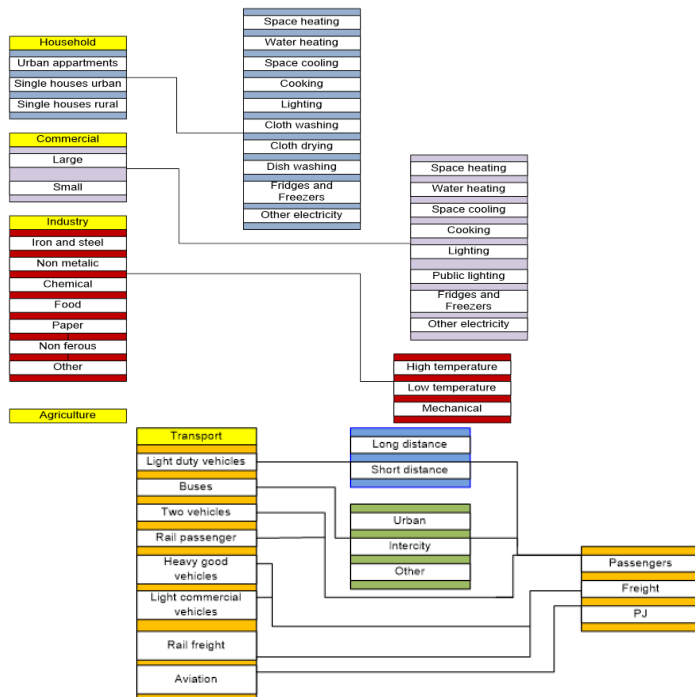 Household
Urban appartments
Single houses urban
Single houses rural
Commercial
Large
Small
Industry
Iron and steel
Non metalic
Chemical
Food
Paper
Non ferous
Other
Agriculture
Space heating
Water heating
Space cooling
Cooking
Lighting
Cloth washing
Cloth drying
Dish washing
Fridges and
Freezers
Other electricity
Space heating
Water heating
Space cooling
Cooking
Lighting
Public lighting
Fridges and
Freezers
Other electricity
High temperature
Low temperature
Mechanical
Transport
Light duty vehicles
Buses
Two vehicles
Rail passenger
Heavy good
vehicles
Light commercial
vehicles
Rail freight
Aviation
Long distance
Short distance
Urban
Intercity
Other
Passengers
Freight
PJ